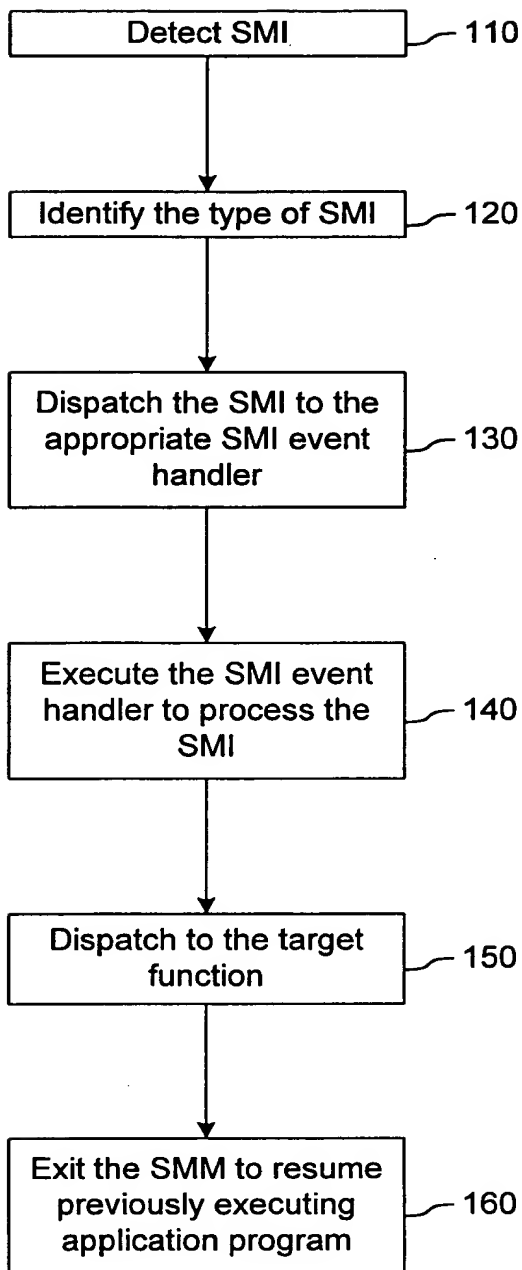 Detect SMI 110
Identify the type of SMI 120
Dispatch the SMI to the
appropriate SMI event 130
handler
Execute the SMI event
handler to process the 140
SMI
Dispatch to the target
function 150
Exit the SMM to resume
previously executing 160
application program